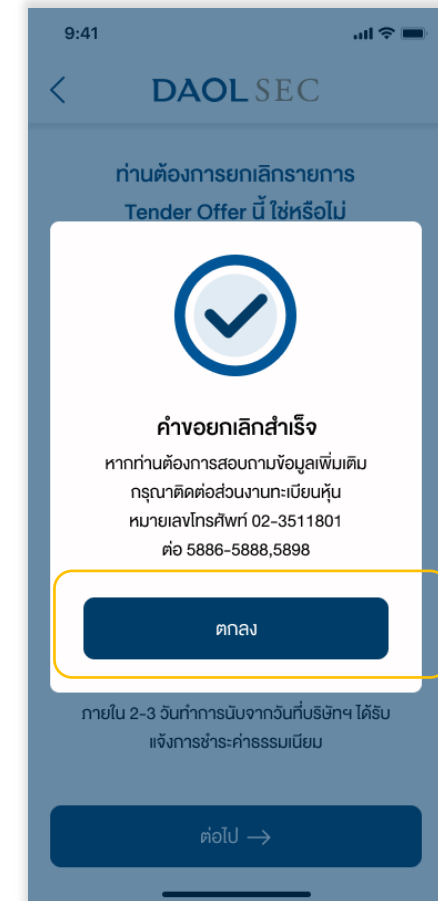 9:41
DAOL SEC
ท่านต้องการยกเลิกรายการ
Tender Offer นี้ ใช่หรือไม่
คำขอยกเลิกสำเร็จ
หากท่านต้องการสอบถามข้อมูลเพิ่มเติม
กรุณาติดต่อส่วนงานทะเบียนหุ้น
หมายเลขโทรศัพท์ 02-3511801
ต่อ 5886-5888,5898
ตกลง
ภายใน 2-3 วันทำการนับจากวันที่บริษัทฯ ได้รับ
แจ้งการชำระค่าธรรมเนียม
ต่อไป →